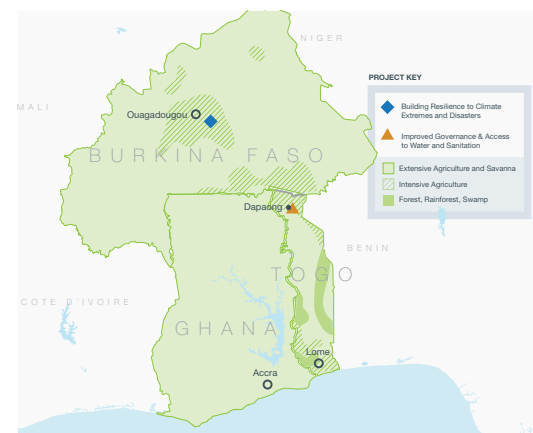 NIGER
PROJECT KEY
MALI
Building Resilience to Climate
Extremes and Disasters
Ouagadougou
Improved Governance & Access
to Water and Sanitation
BURKINA FASO
Extensive Agriculture and Savanna
Intensive Agriculture
Forest, Rainforest, Swamp
Dapaong
BENIN
TOGO
COTE D'IVOIRE
GHANA
Lome
Accra